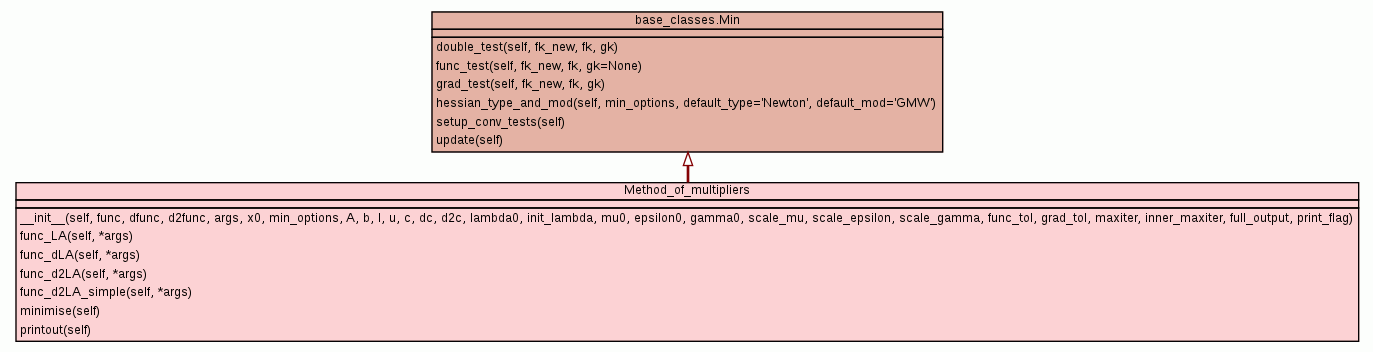 base_classes.Min
double_test(self, fk_new, fk, gk)
func_test(self, fk_new, fk, gk=None)
grad_test(self, fk_new, fk, gk)
hessian_type_and_mod(self, min_options, default_type='Newton', default_mod='GMW')
setup_conv_tests(self)
update(self)
Method_of_multipliers
__init__(self, func, dfunc, d2func, args, x0, min_options, A, b, l, u, c, dc, d2c, lambda0, init_lambda, mu0, epsilon0, gamma0, scale_mu, scale_epsilon, scale_gamma, func_tol, grad_tol, maxiter, inner_maxiter, full_output, print_flag)
func_LA(self, *args)
func_dLA(self, *args)
func_d2LA(self, *args)
func_d2LA_simple(self, *args)
minimise(self)
printout(self)